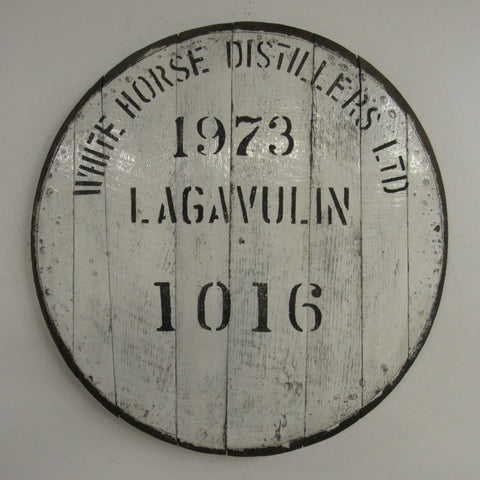 WHITE HORSE DISTILLERS LTD
1973
LAGAVULIN
1016